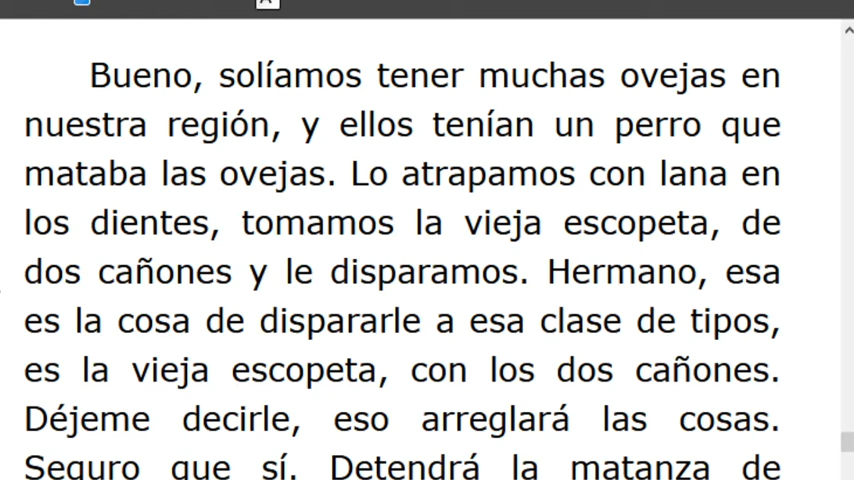 Bueno, solíamos tener muchas ovejas en
nuestra región, y ellos tenían un perro que
mataba las ovejas. Lo atrapamos con lana en
los dientes, tomamos la vieja escopeta, de
dos cañones y le disparamos. Hermano, esa
es la cosa de dispararle a esa clase de tipos,
es la vieja escopeta, con los dos cañones.
Déjeme decirle, eso arreglará las cosas.
Seguro que sí. Detendrá la matanza de